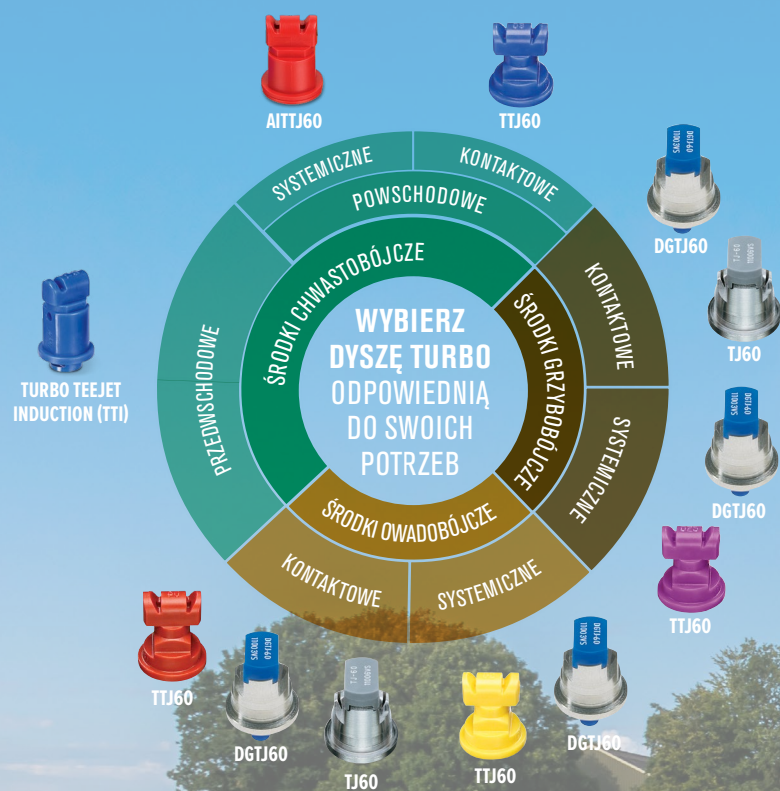 AITTJ60
TTJ60
DGTJ60
TJ60
DGTJ60
TTJ60
DGTJ60
TTJ60
TJ60
DGTJ60
TTJ60
TURBO TEEJET
INDUCTION (TTI)
SYSTEMICZNE
KONTAKTOWE
POWSCHODOWE
PRZEDWSCHODOWE
ŚRODKI CHWASTOBÓJCZE
KONTAKTOWE
SYSTEMICZNE
ŚRODKI GRZYBOBÓJCZE
ŚRODKI OWADOBÓJCZE
KONTAKTOWE
SYSTEMICZNE
WYBIERZ
DYSZĘ TURBO
ODPOWIEDNIĄ
DO SWOICH
POTRZEB